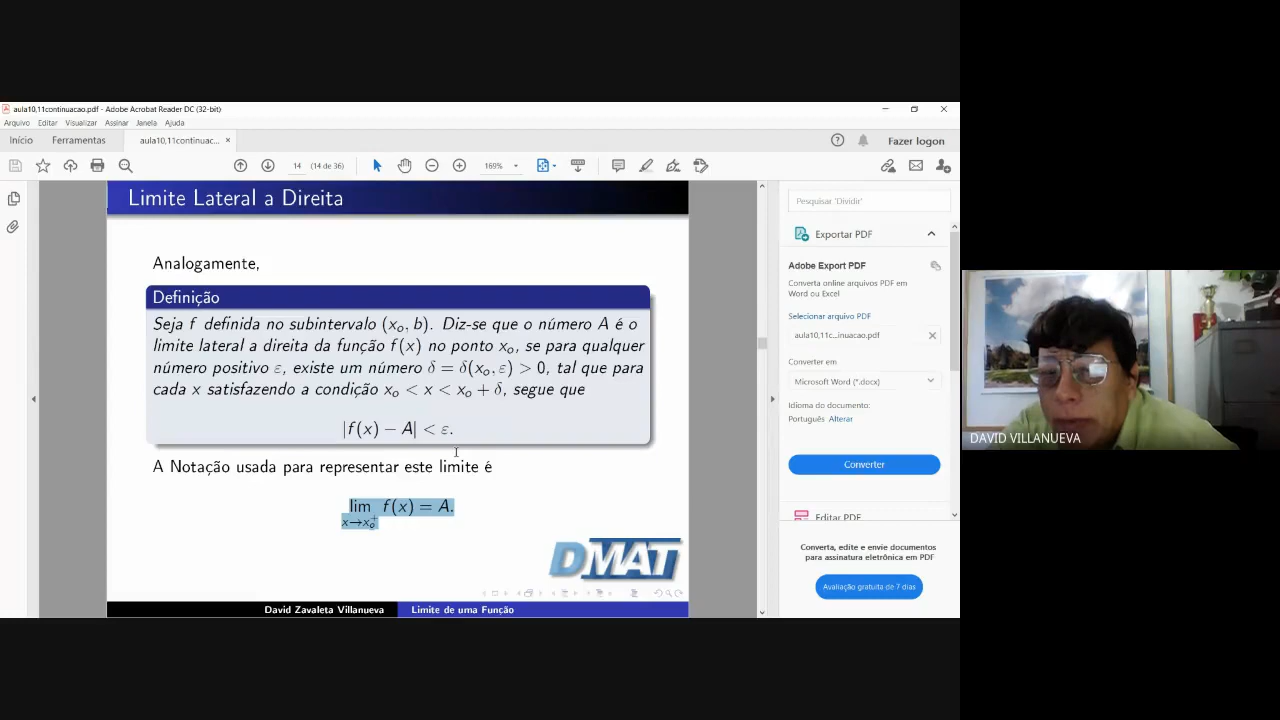 aula10,11continuacao.pdf - Adobe Acrobat Reader DC (32-bit)
Arquivo Editar Visualizar Assinar Janela Ajuda
Início Ferramentas aula10,11continuac... × Fazer logon
14 (14 de 36) 169%
Limite Lateral a Direita
Analogamente,
Definição
Seja f definida no subintervalo (xₒ, b). Diz-se que o número A é o
limite lateral a direita da função f(x) no ponto xₒ, se para qualquer
número positivo ε, existe um número δ = δ(xₒ, ε) > 0, tal que para
cada x satisfazendo a condição xₒ < x < xₒ + δ, segue que
|f(x) − A| < ε.
A Notação usada para representar este limite é
lim f(x) = A.
x→xₒ⁺
DMAT
David Zavaleta Villanueva Limite de uma Função
Pesquisar 'Dividir'
Exportar PDF
Adobe Export PDF
Converta online arquivos PDF em
Word ou Excel
Selecionar arquivo PDF
aula10,11c...inuacao.pdf
Converter em
Microsoft Word (*.docx)
Idioma do documento:
Português Alterar
Converter
Editar PDF
Converta, edite e envie documentos
para assinatura eletrônica em PDF
Avaliação gratuita de 7 dias
DAVID VILLANUEVA